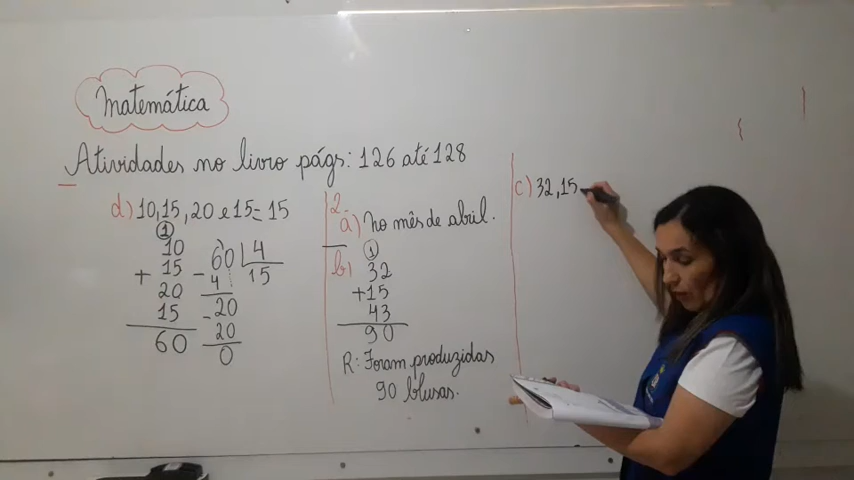 Matemática
Atividades no livro págs: 126 até 128
d) 10,15, 20 e 15= 15
1
10
+ 15
20
15
60
60 4
- 4 15
20
- 20
0
2.
a) no mês de abril.
b)
1
32
+15
43
90
R: Foram produzidas
90 blusas.
c) 32,15